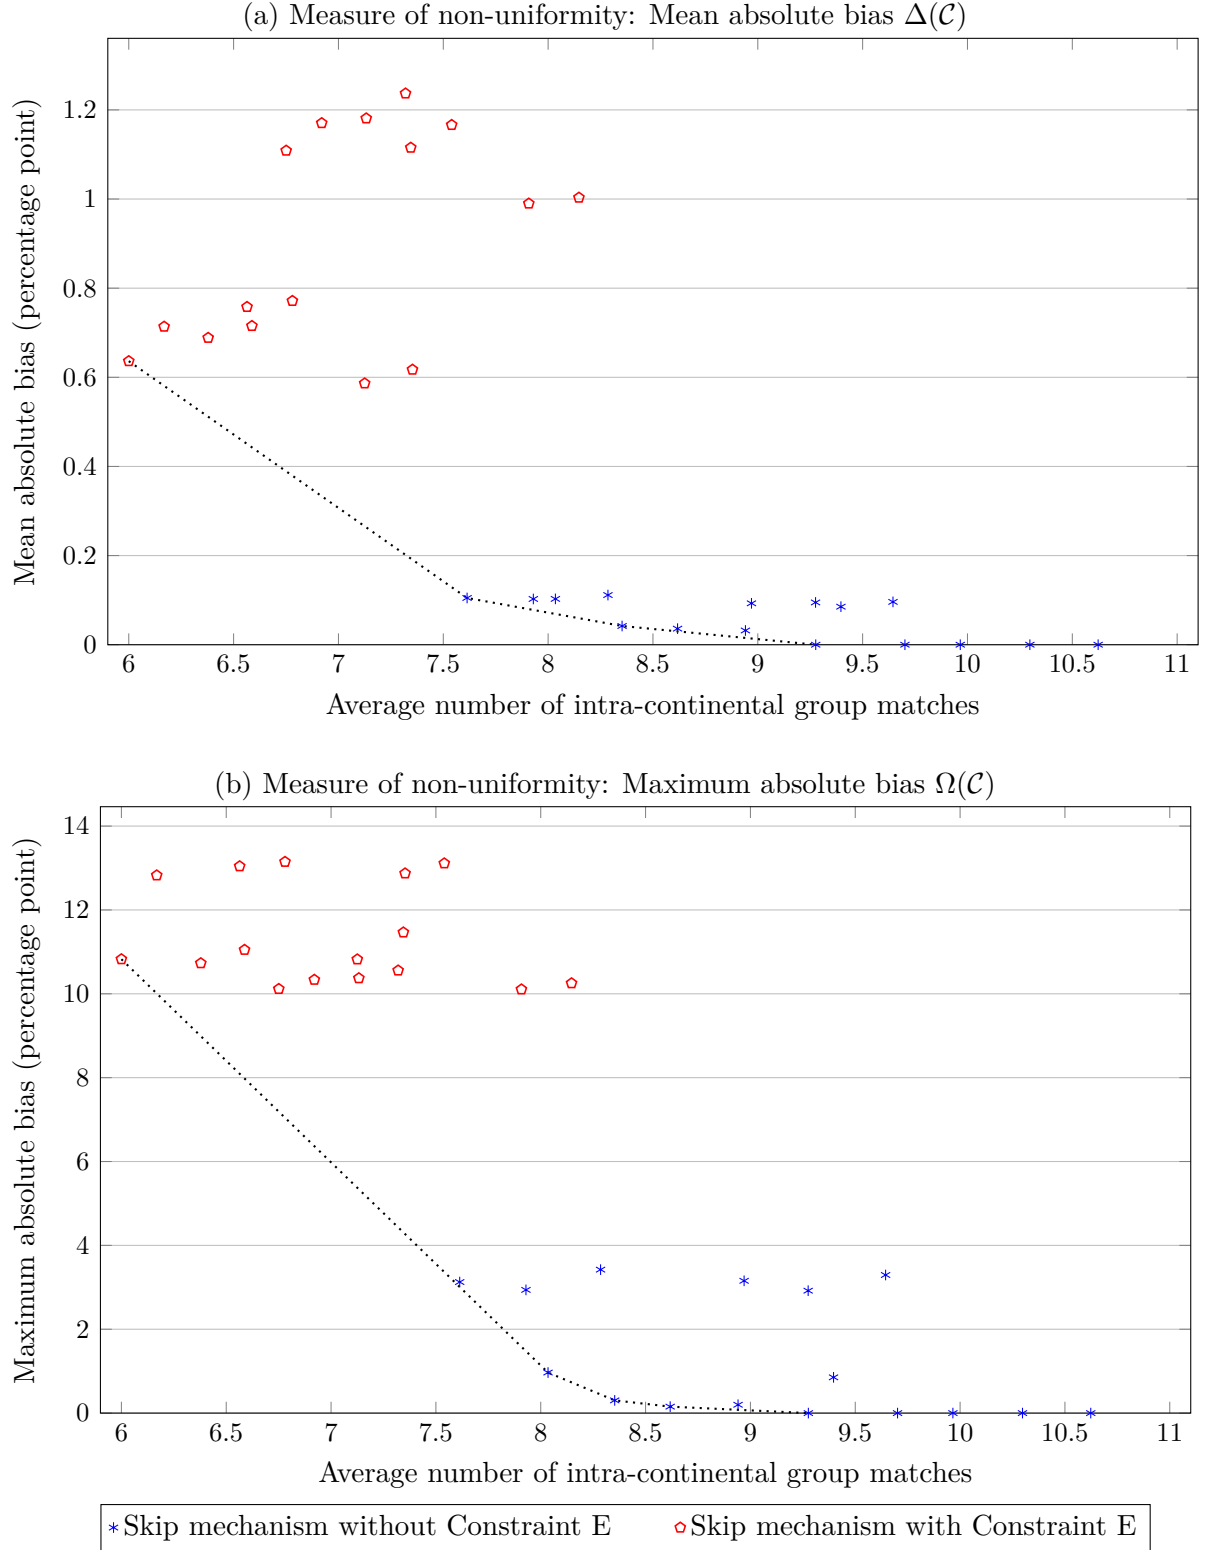 (a) Measure of non-uniformity: Mean absolute bias Δ(𝒞)
Mean absolute bias (percentage point)
1.2
1
0.8
0.6
0.4
0.2
0
6 6.5 7 7.5 8 8.5 9 9.5 10 10.5 11
Average number of intra-continental group matches
(b) Measure of non-uniformity: Maximum absolute bias Ω(𝒞)
Maximum absolute bias (percentage point)
14
12
10
8
6
4
2
0
6 6.5 7 7.5 8 8.5 9 9.5 10 10.5 11
Average number of intra-continental group matches
Skip mechanism without Constraint E
Skip mechanism with Constraint E